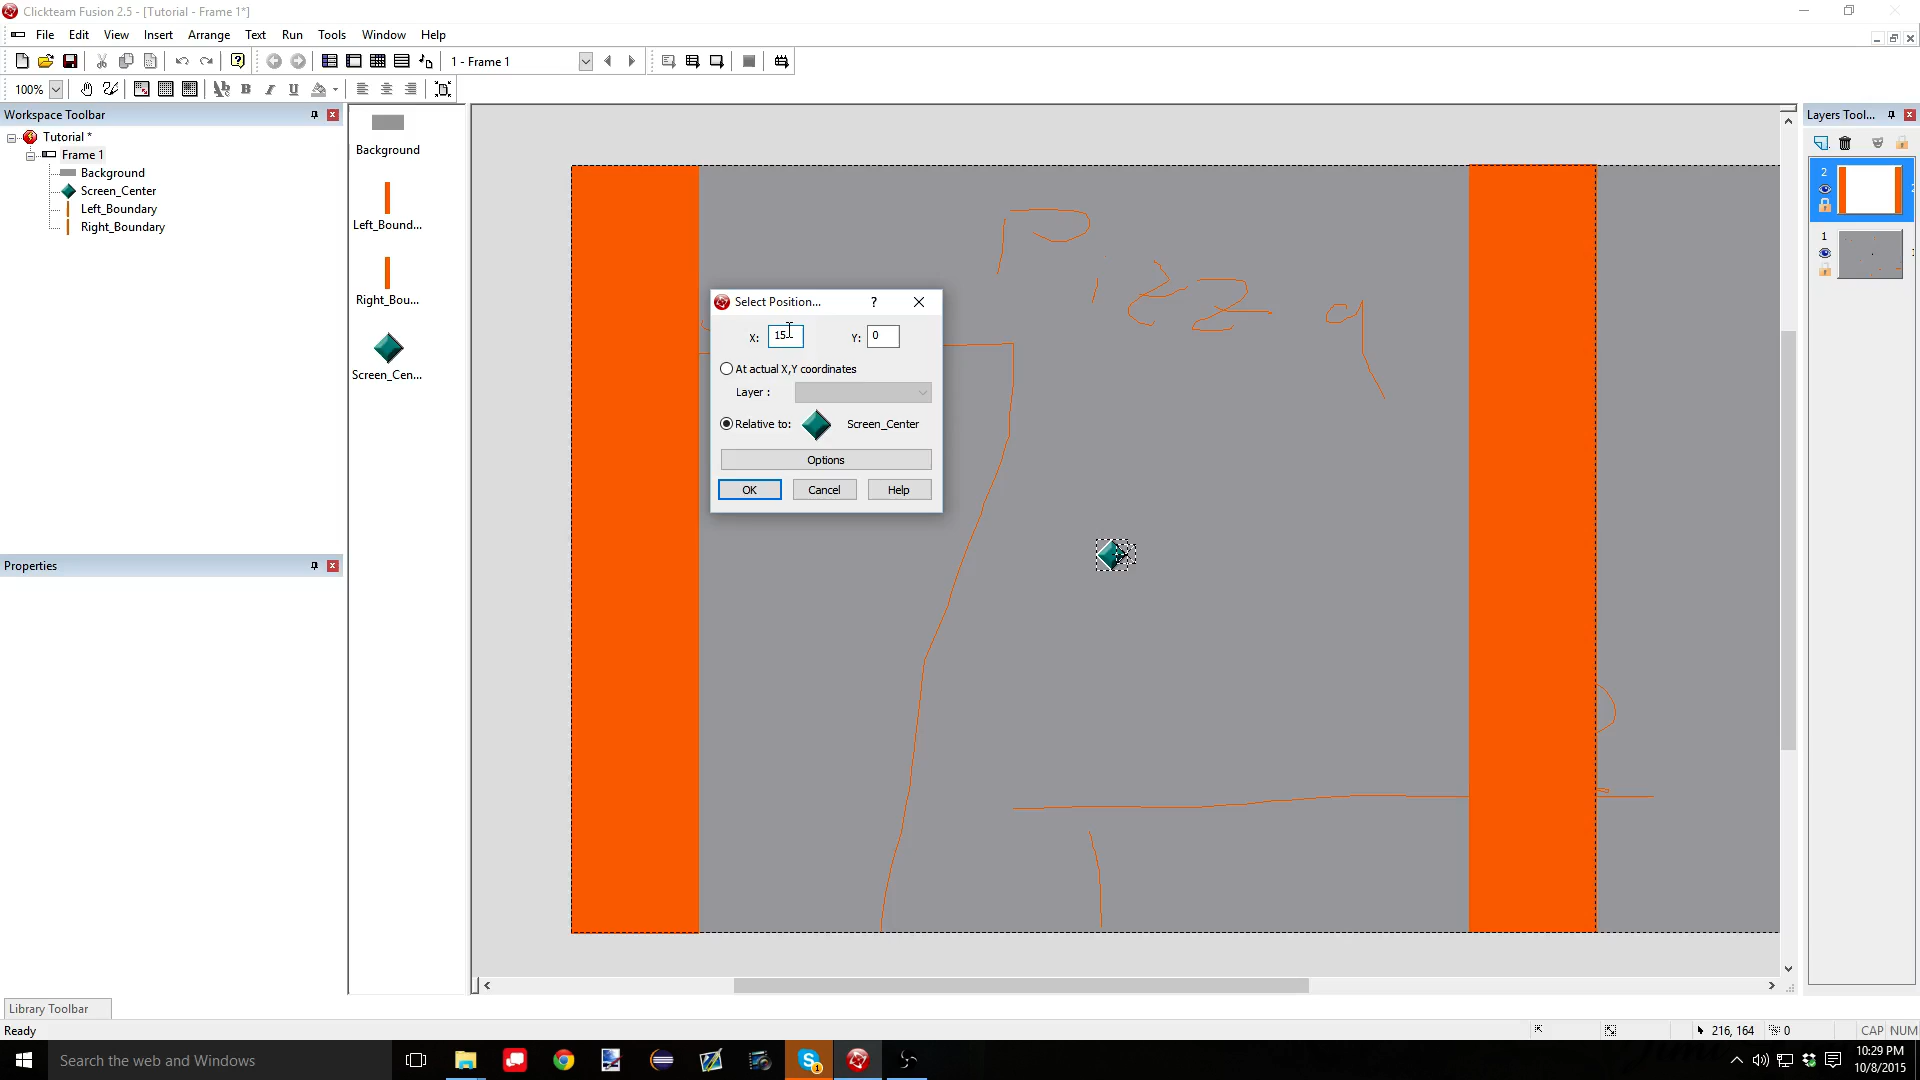 Clickteam Fusion 2.5 - [Tutorial - Frame 1*]
File Edit View Insert Arrange Text Run Tools Window Help
1 - Frame 1
100%
Workspace Toolbar
Tutorial *
Frame 1
Background
Screen_Center
Left_Boundary
Right_Boundary
Properties
Library Toolbar
Background
Left_Bound...
Right_Bou...
Screen_Cen...
Pizza
Select Position...
X: 15 Y: 0
At actual X,Y coordinates
Layer :
Relative to: Screen_Center
Options
OK Cancel Help
Layers Tool...
2
1
Ready
216, 164 0 CAP NUM
Search the web and Windows
10:29 PM
10/8/2015